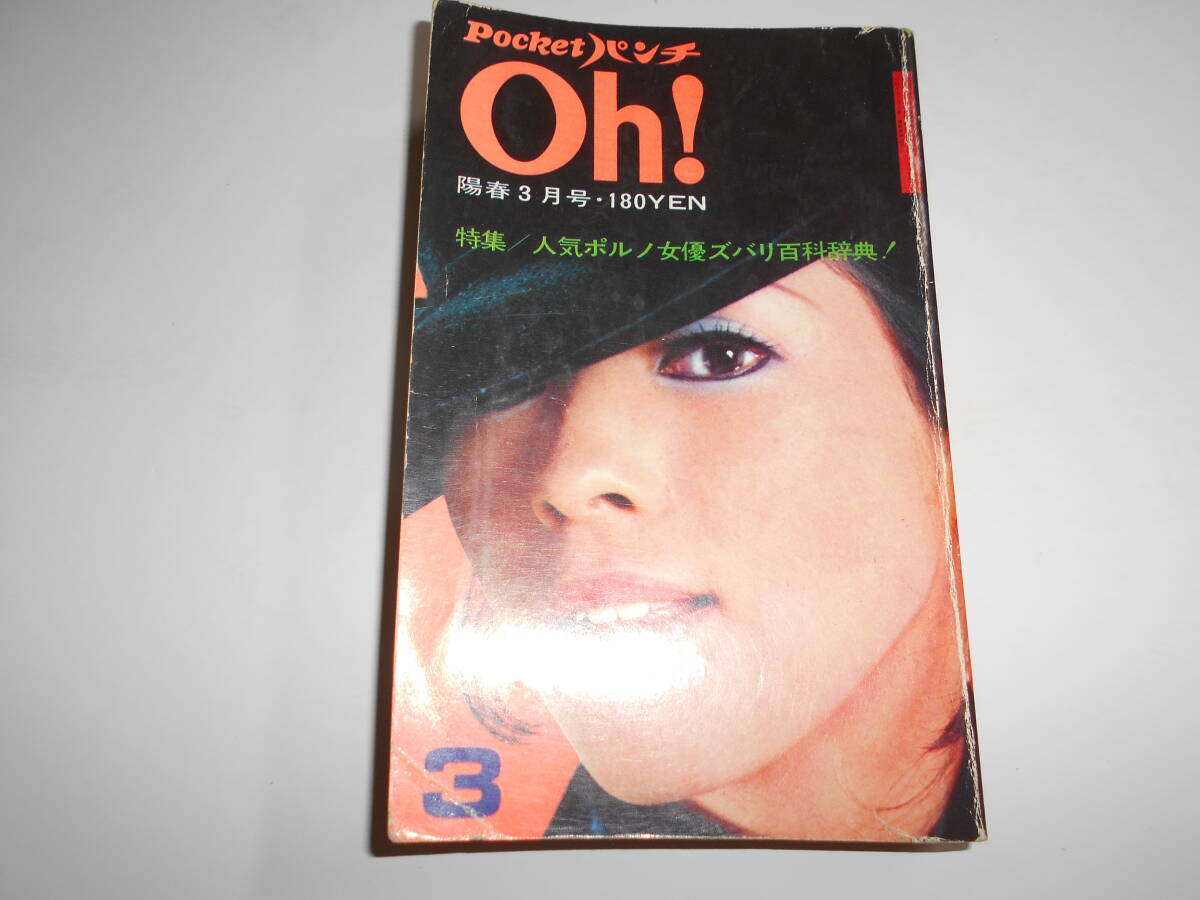 Pocketパンチ
Oh!
陽春3月号・180YEN
特集/人気ポルノ女優ズバリ百科辞典!
3